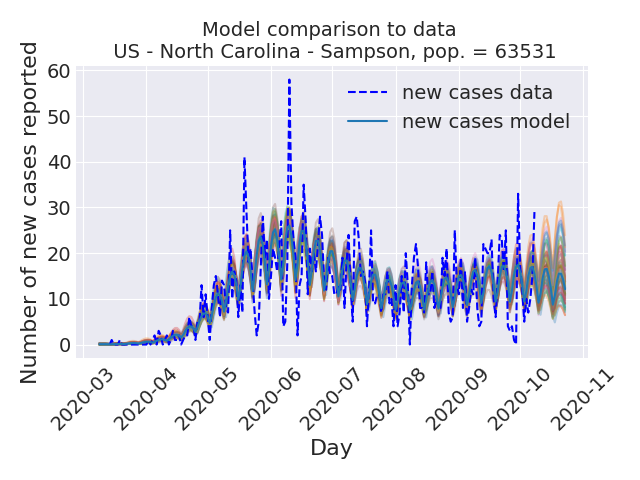 Model comparison to data
US - North Carolina - Sampson, pop. = 63531
Number of new cases reported
60
50
40
30
20
10
0
new cases data
new cases model
2020-03
2020-04
2020-05
2020-06
2020-07
2020-08
2020-09
2020-10
2020-11
Day